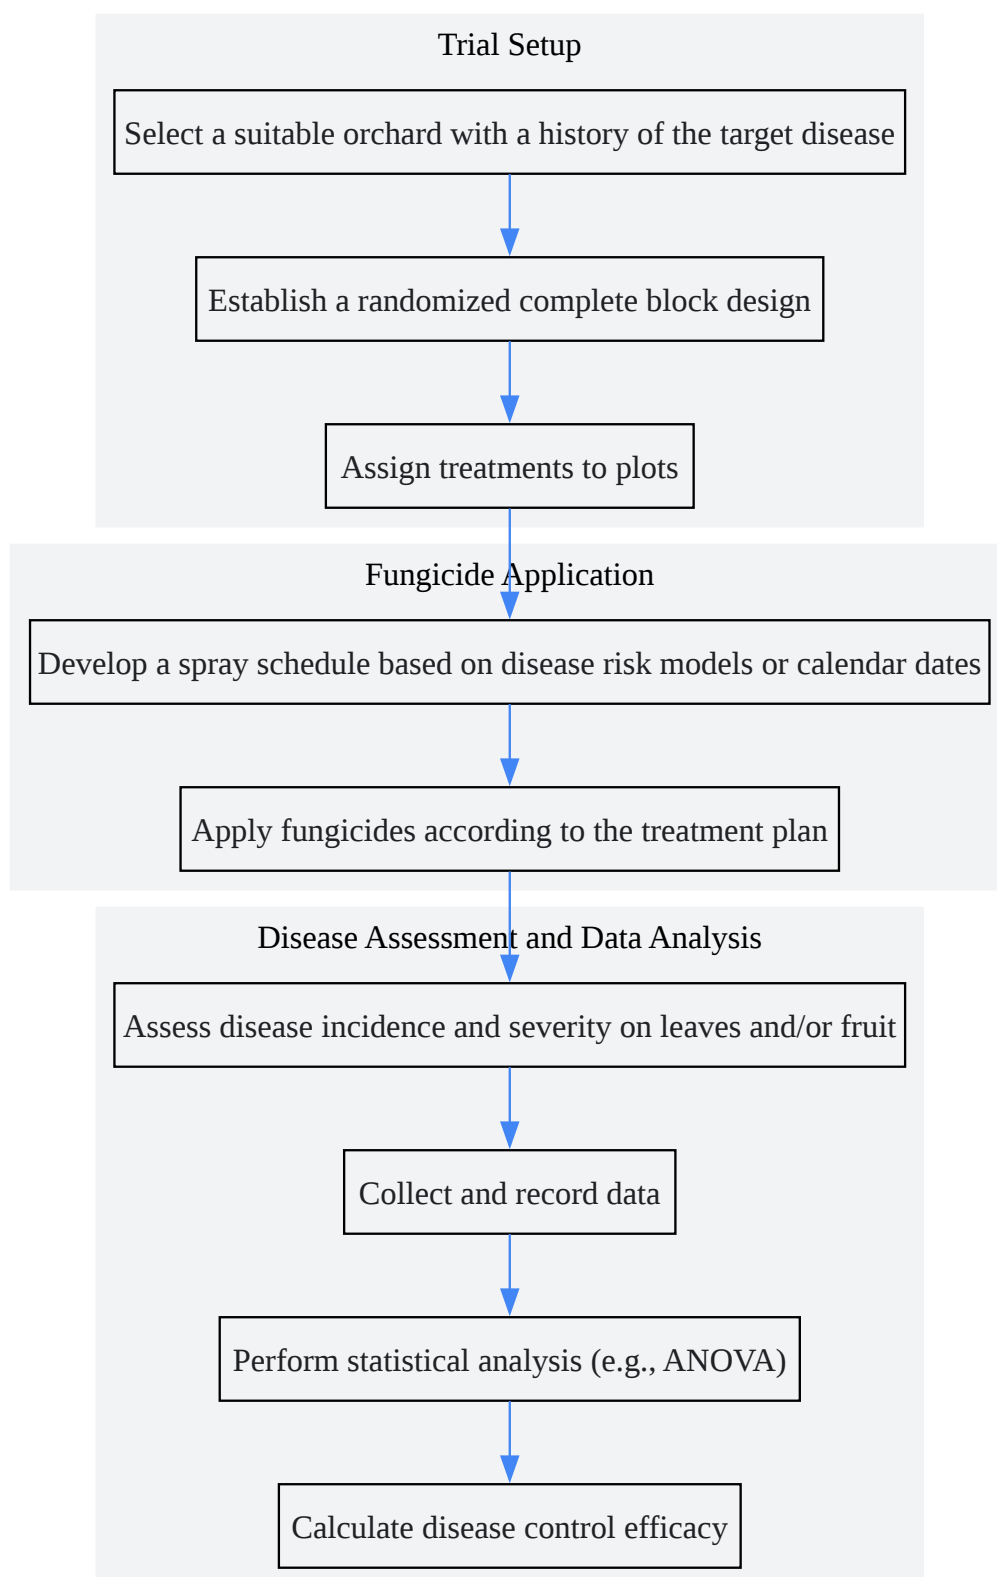 Trial Setup
Select a suitable orchard with a history of the target disease
Establish a randomized complete block design
Assign treatments to plots
Fungicide Application
Develop a spray schedule based on disease risk models or calendar dates
Apply fungicides according to the treatment plan
Disease Assessment and Data Analysis
Assess disease incidence and severity on leaves and/or fruit
Collect and record data
Perform statistical analysis (e.g., ANOVA)
Calculate disease control efficacy